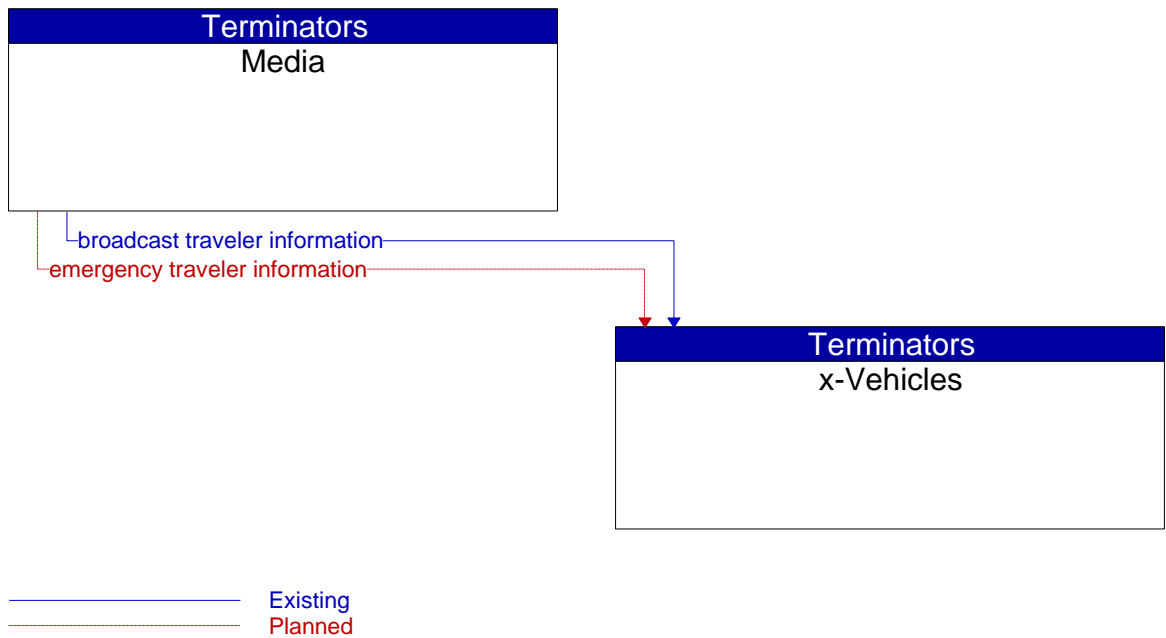 Terminators
Media
broadcast traveler information
emergency traveler information
Terminators
x-Vehicles
Existing
Planned